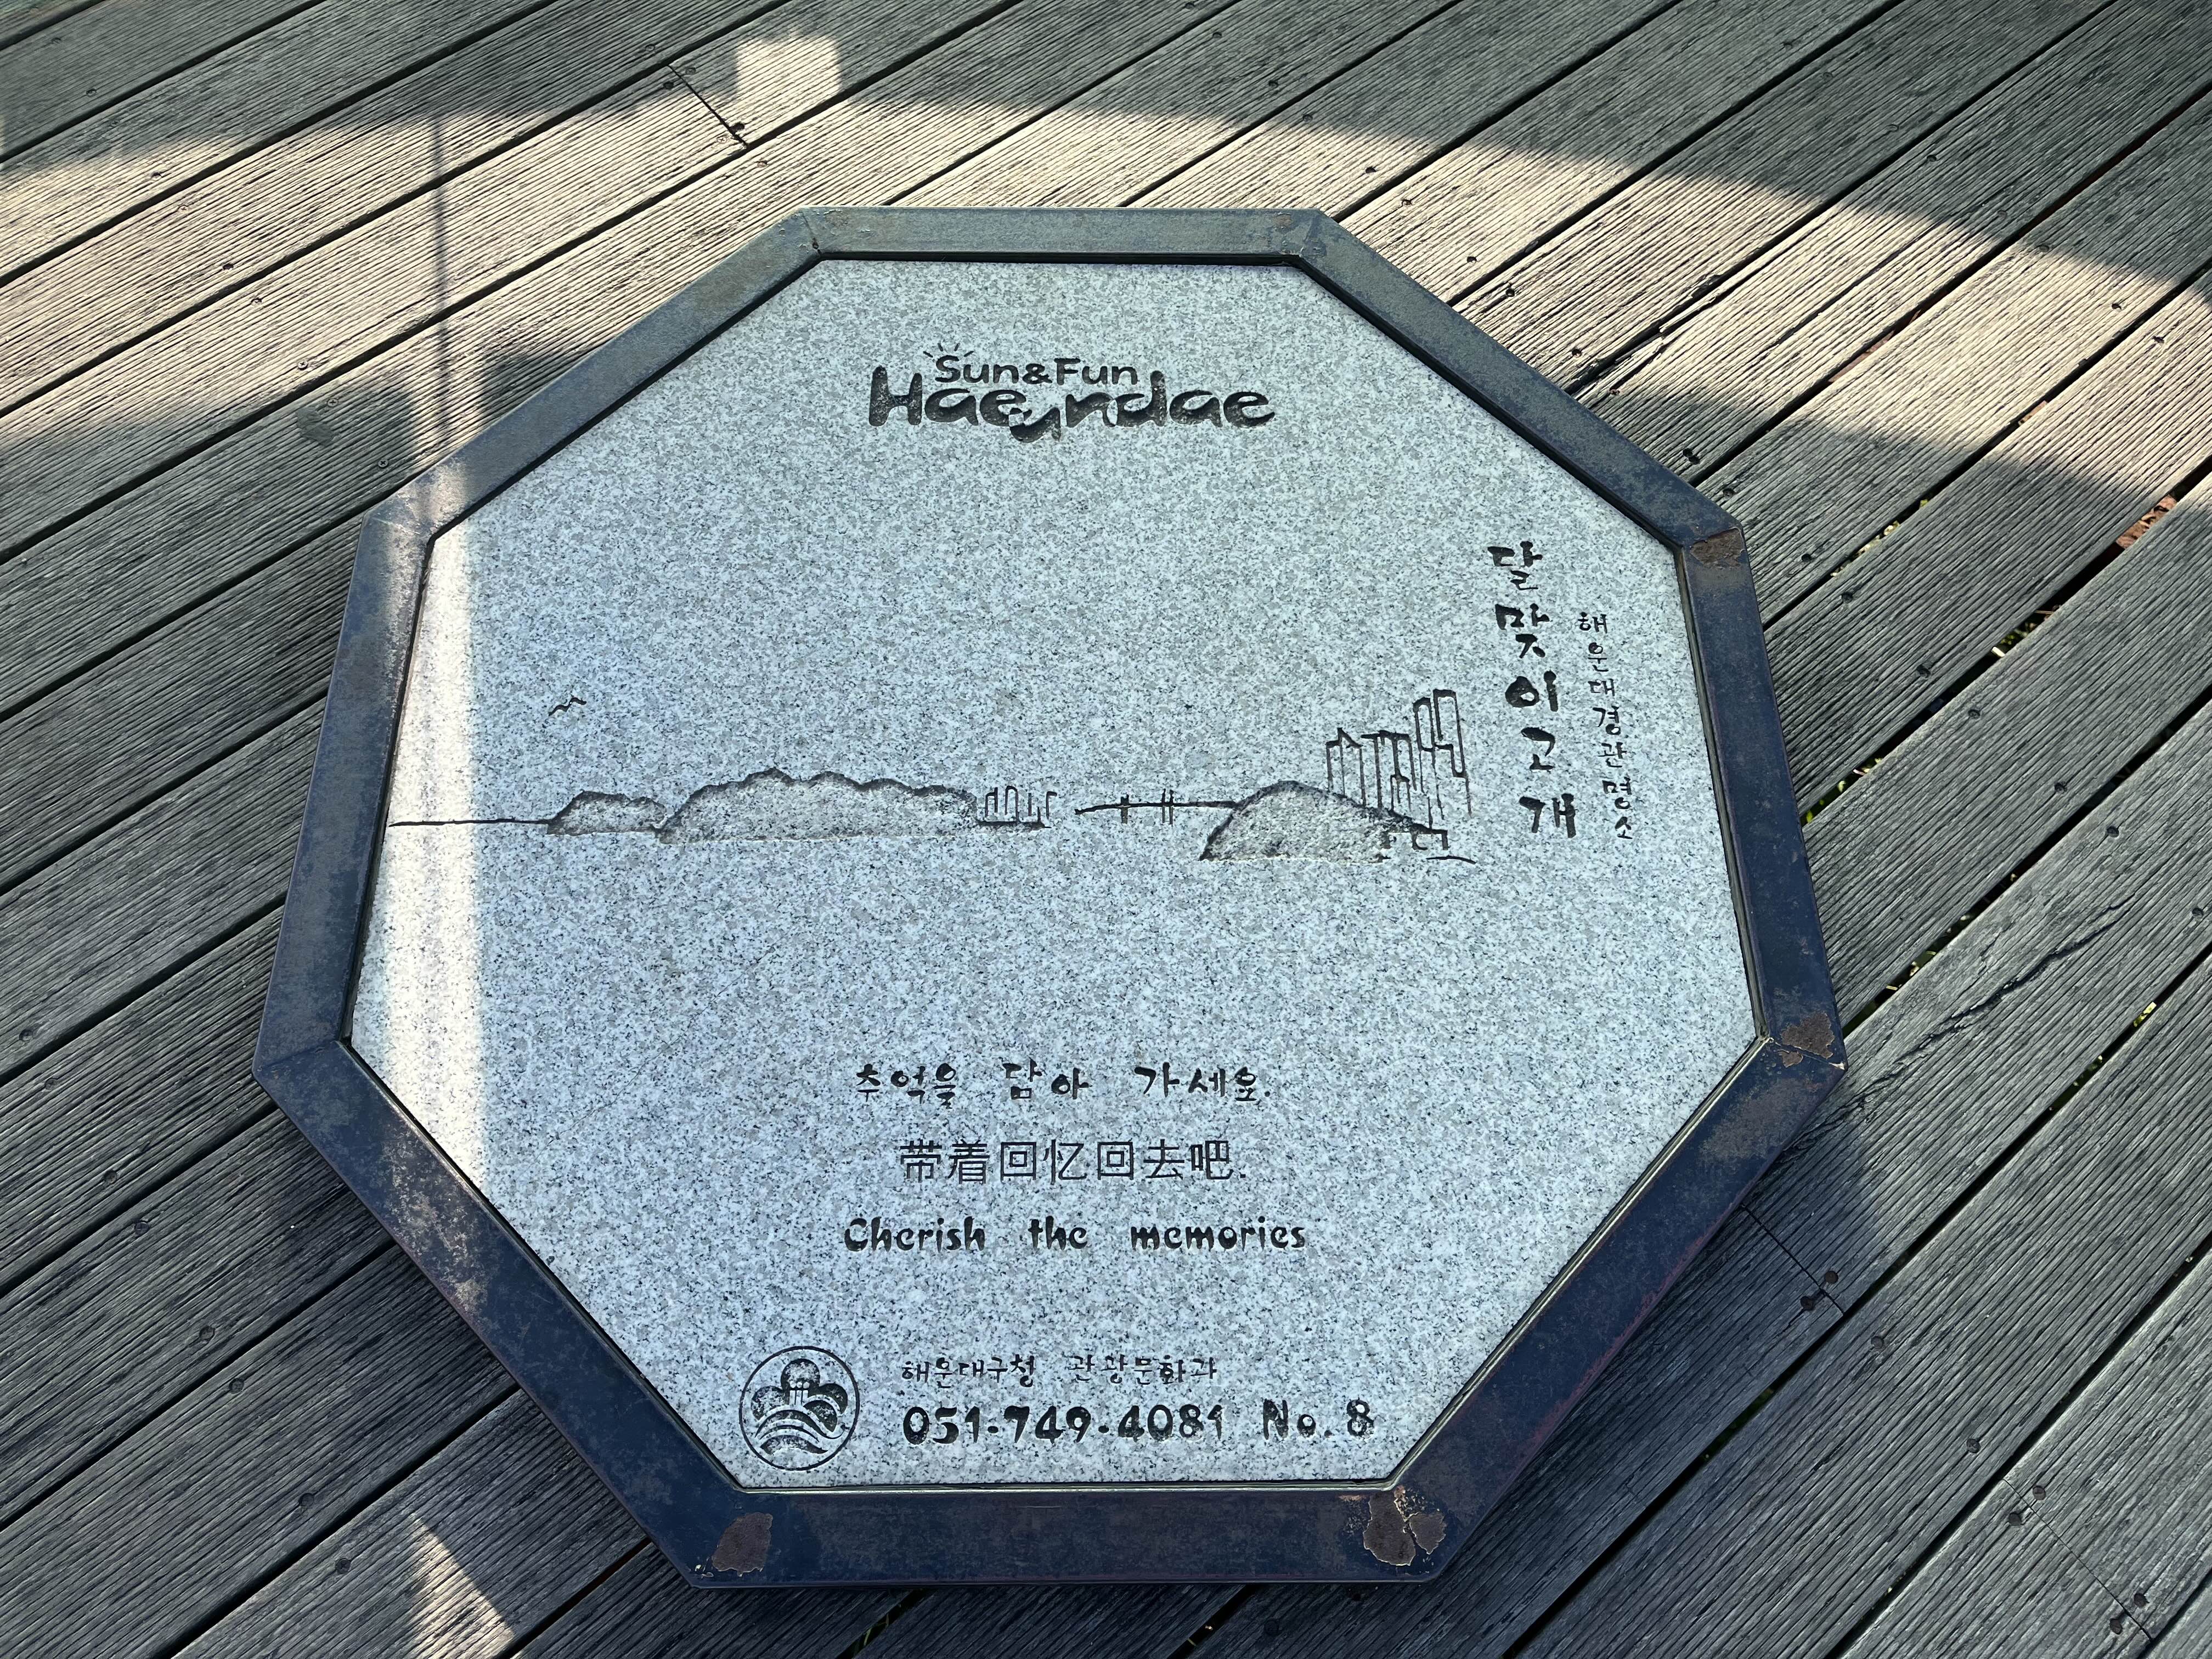 Sun&Fun
Haeundae
달맞이고개
해운대경관명소
추억을 담아 가세요.
带着回忆回去吧.
Cherish the memories
해운대구청 관광문화과
051-749-4081 No. 8